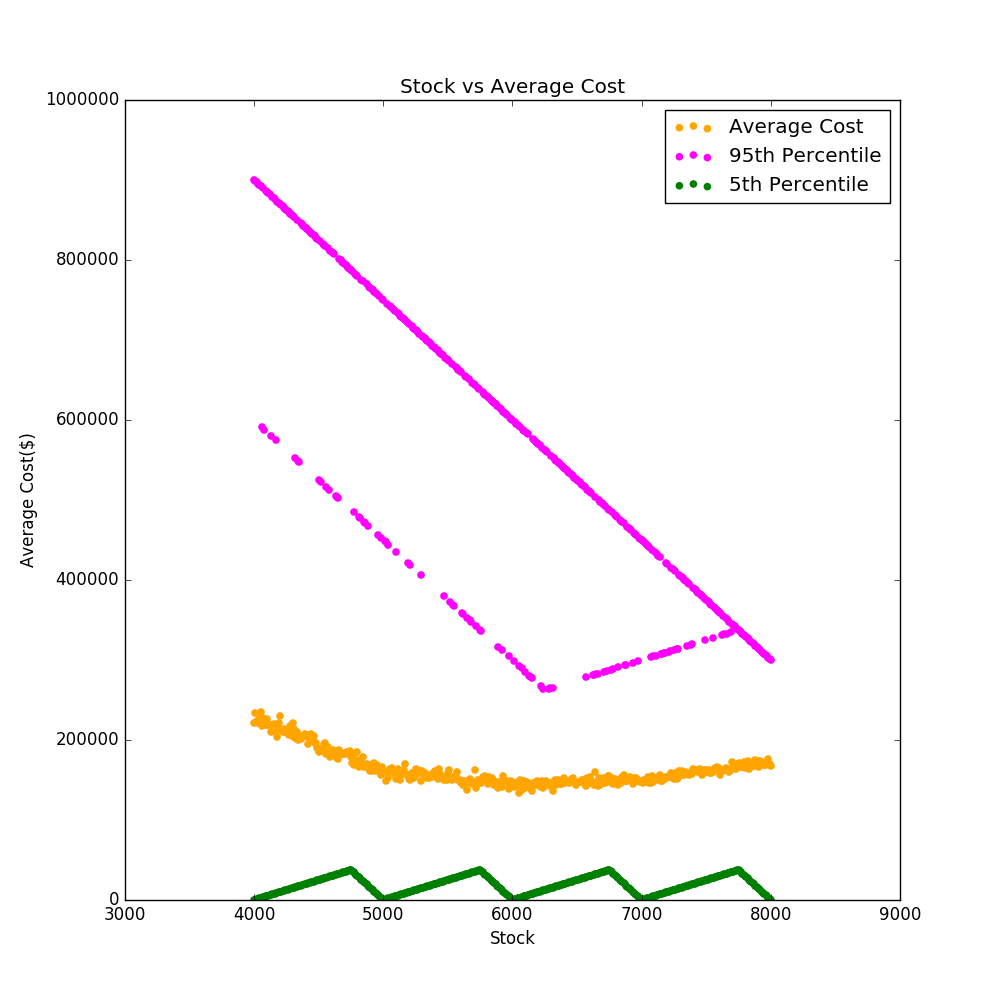 Stock vs Average Cost
1000000
800000
600000
400000
200000
0
Average Cost($)
Average Cost
95th Percentile
5th Percentile
3000 4000 5000 6000 7000 8000 9000
Stock